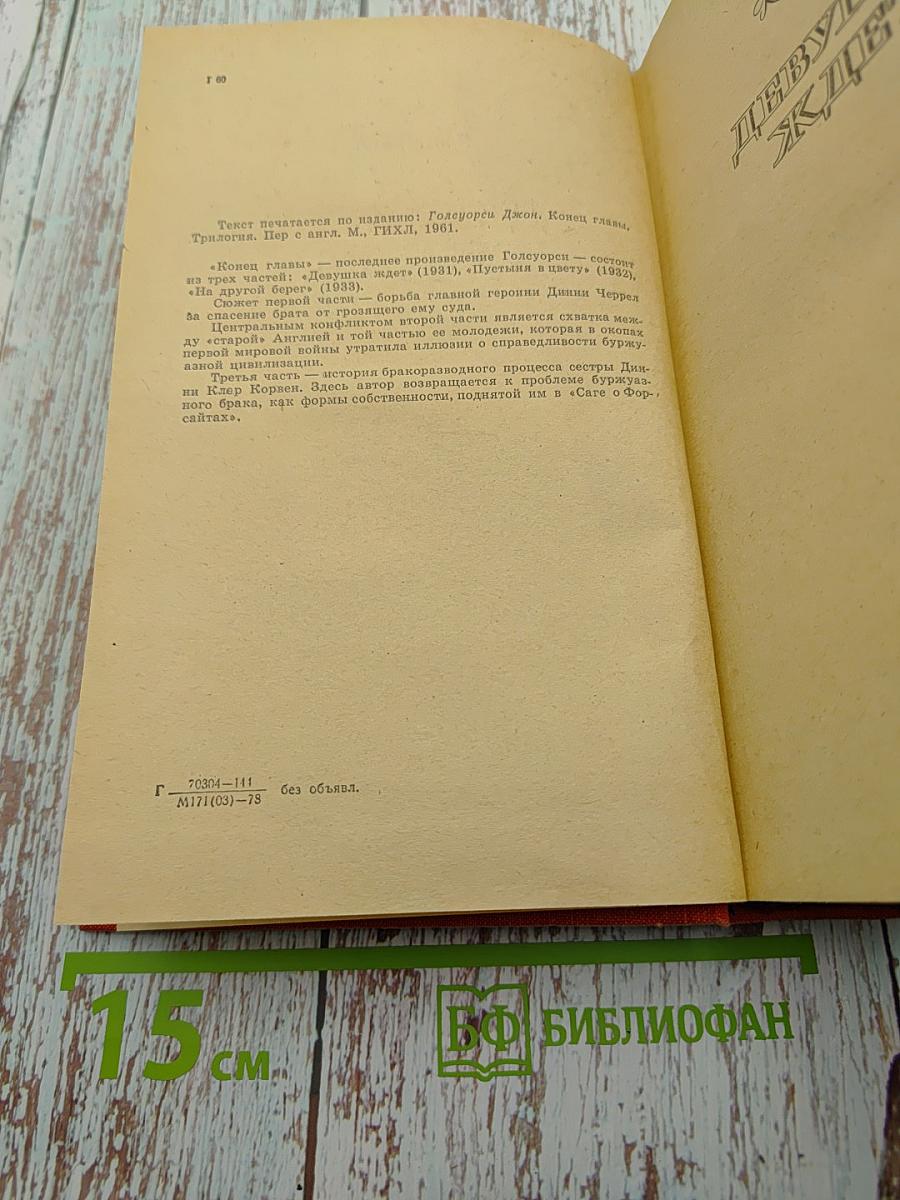 Г 60
Текст печатается по изданию: Голсуорси Джон. Конец главы.
Трилогия. Пер с англ. М., ГИХЛ, 1961.
«Конец главы» — последнее произведение Голсуорси — состоит
из трех частей: «Девушка ждет» (1931), «Пустыня в цвету» (1932),
«На другой берег» (1933).
Сюжет первой части — борьба главной героини Динни Черрел
за спасение брата от грозящего ему суда.
Центральным конфликтом второй части является схватка меж-
ду «старой» Англией и той частью ее молодежи, которая в окопах
первой мировой войны утратила иллюзии о справедливости буржу-
азной цивилизации.
Третья часть — история бракоразводного процесса сестры Дин-
ни Клер Корвен. Здесь автор возвращается к проблеме буржуаз-
ного брака, как формы собственности, поднятой им в «Саге о Фор-
сайтах».
Г 70304—141
М171(03)—78 без объявл.
ДЕВУ
ЖДЕ
15 см
БФ БИБЛИОФАН